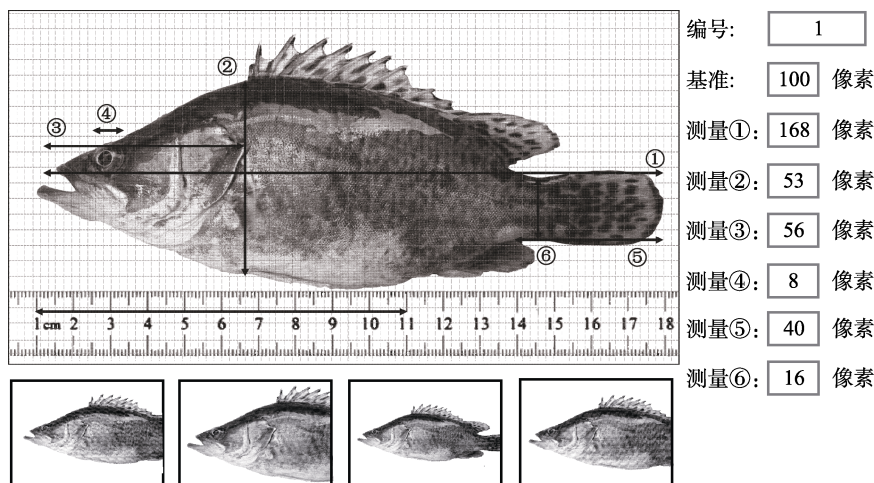 编号: 1
基准: 100 像素
测量①: 168 像素
测量②: 53 像素
测量③: 56 像素
测量④: 8 像素
测量⑤: 40 像素
测量⑥: 16 像素
②
④
③
①
⑥
⑤
1 cm 2 3 4 5 6 7 8 9 10 11 12 13 14 15 16 17 18